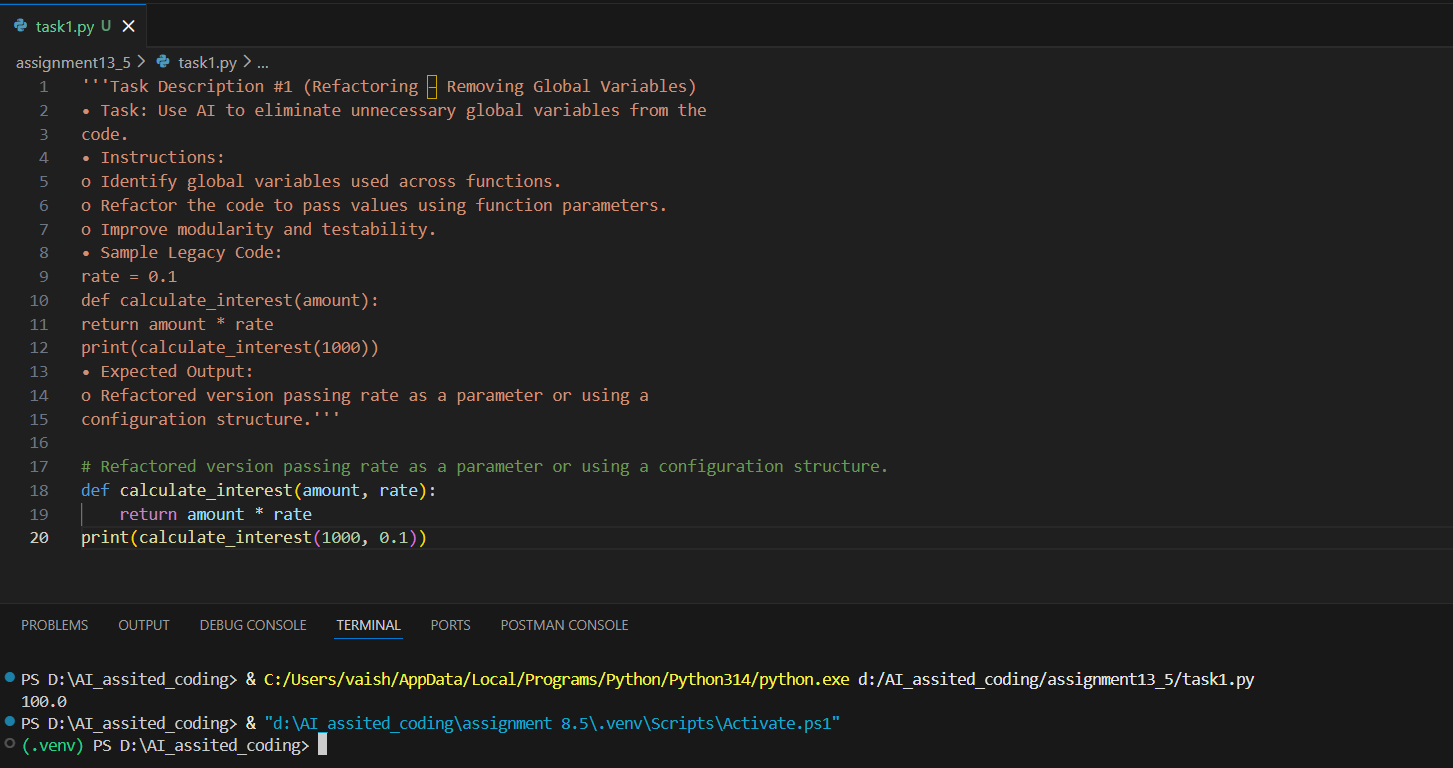 task1.py U ×
assignment13_5 > task1.py > ...
1 '''Task Description #1 (Refactoring – Removing Global Variables)
2 • Task: Use AI to eliminate unnecessary global variables from the
3 code.
4 • Instructions:
5 o Identify global variables used across functions.
6 o Refactor the code to pass values using function parameters.
7 o Improve modularity and testability.
8 • Sample Legacy Code:
9 rate = 0.1
10 def calculate_interest(amount):
11 return amount * rate
12 print(calculate_interest(1000))
13 • Expected Output:
14 o Refactored version passing rate as a parameter or using a
15 configuration structure.'''
16
17 # Refactored version passing rate as a parameter or using a configuration structure.
18 def calculate_interest(amount, rate):
19     return amount * rate
20 print(calculate_interest(1000, 0.1))
PROBLEMS OUTPUT DEBUG CONSOLE TERMINAL PORTS POSTMAN CONSOLE
PS D:\AI_assited_coding> & C:/Users/vaish/AppData/Local/Programs/Python/Python314/python.exe d:/AI_assited_coding/assignment13_5/task1.py
100.0
PS D:\AI_assited_coding> & "d:\AI_assited_coding\assignment 8.5\.venv\Scripts\Activate.ps1"
(.venv) PS D:\AI_assited_coding>